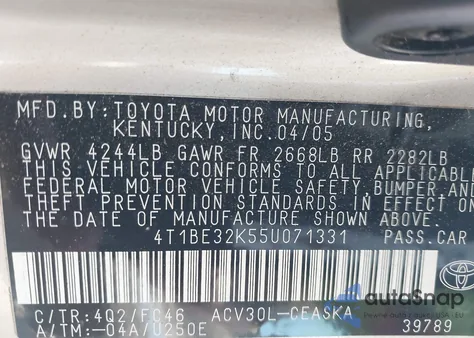 MFD.BY: TOYOTA MOTOR MANUFACTURING,
KENTUCKY, INC. 04/05
GVWR 4244LB GAWR FR 2668LB RR 2282LB
THIS VEHICLE CONFORMS TO ALL APPLICABLE
FEDERAL MOTOR VEHICLE SAFETY, BUMPER AND
THEFT PREVENTION STANDARDS IN EFFECT ON
THE DATE OF MANUFACTURE SHOWN ABOVE.
4T1BE32K55U071331 PASS.CAR
C/TR:4Q2/FC46 ACV30L-CEASKA
A/TM:-04A/U250E 39789
TOYOTA
autoSnap